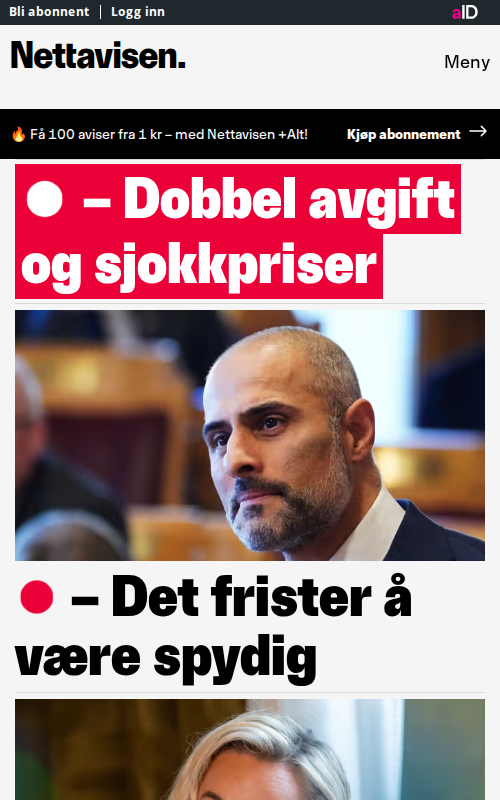 Bli abonnent | Logg inn
aID
Nettavisen.
Meny
🔥 Få 100 aviser fra 1 kr – med Nettavisen +Alt!
Kjøp abonnement →
– Dobbel avgift
og sjokkpriser
– Det frister å
være spydig